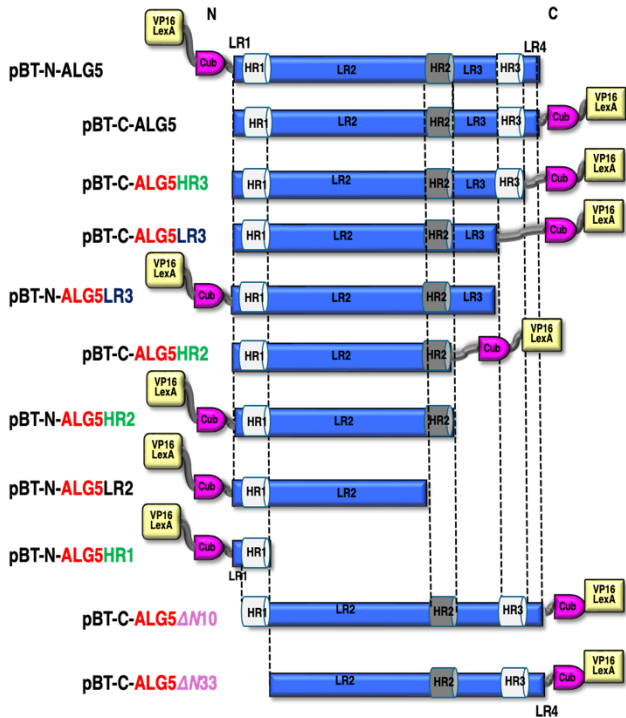 N C
VP16
LexA
Cub
LR1
LR4
pBT-N-ALG5
HR1 LR2 HR2 LR3 HR3
pBT-C-ALG5
HR1 LR2 HR2 LR3 HR3
Cub
VP16
LexA
pBT-C-ALG5HR3
HR1 LR2 HR2 LR3 HR3
Cub
VP16
LexA
pBT-C-ALG5LR3
HR1 LR2 HR2 LR3
Cub
VP16
LexA
VP16
LexA
Cub
pBT-N-ALG5LR3
HR1 LR2 HR2 LR3
pBT-C-ALG5HR2
HR1 LR2 HR2
Cub
VP16
LexA
VP16
LexA
Cub
pBT-N-ALG5HR2
HR1 LR2 HR2
VP16
LexA
Cub
pBT-N-ALG5LR2
HR1 LR2
VP16
LexA
Cub
pBT-N-ALG5HR1
HR1
LR1
pBT-C-ALG5ΔN10
HR1 LR2 HR2 HR3
Cub
VP16
LexA
pBT-C-ALG5ΔN33
LR2 HR2 HR3
Cub
VP16
LexA
LR4